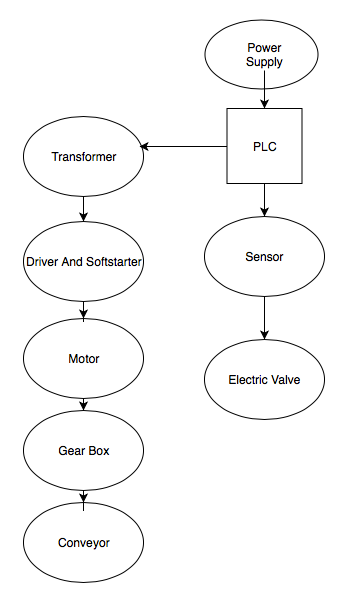 Power
Supply
PLC
Transformer
Sensor
Driver And Softstarter
Motor
Electric Valve
Gear Box
Conveyor